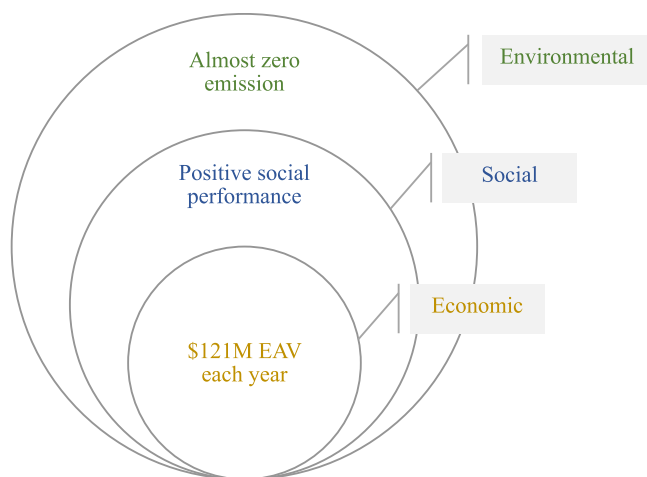 Almost zero
emission
Environmental
Positive social
performance
Social
Economic
$121M EAV
each year